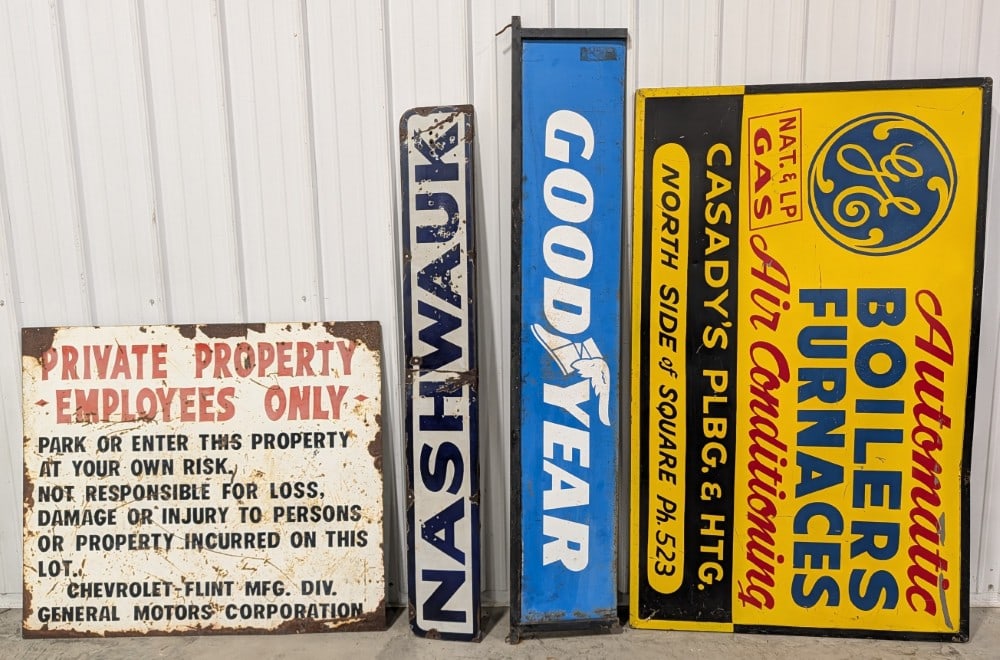 PRIVATE PROPERTY
-EMPLOYEES ONLY-
PARK OR ENTER THIS PROPERTY
AT YOUR OWN RISK.
NOT RESPONSIBLE FOR LOSS,
DAMAGE OR INJURY TO PERSONS
OR PROPERTY INCURRED ON THIS
LOT.
CHEVROLET-FLINT MFG. DIV.
GENERAL MOTORS CORPORATION
NASHWAUK
GOODYEAR
Automatic
BOILERS
FURNACES
GE
NAT. & LP
GAS
Air Conditioning
CASADY'S PLBG. & HTG.
NORTH SIDE of SQUARE Ph. 523